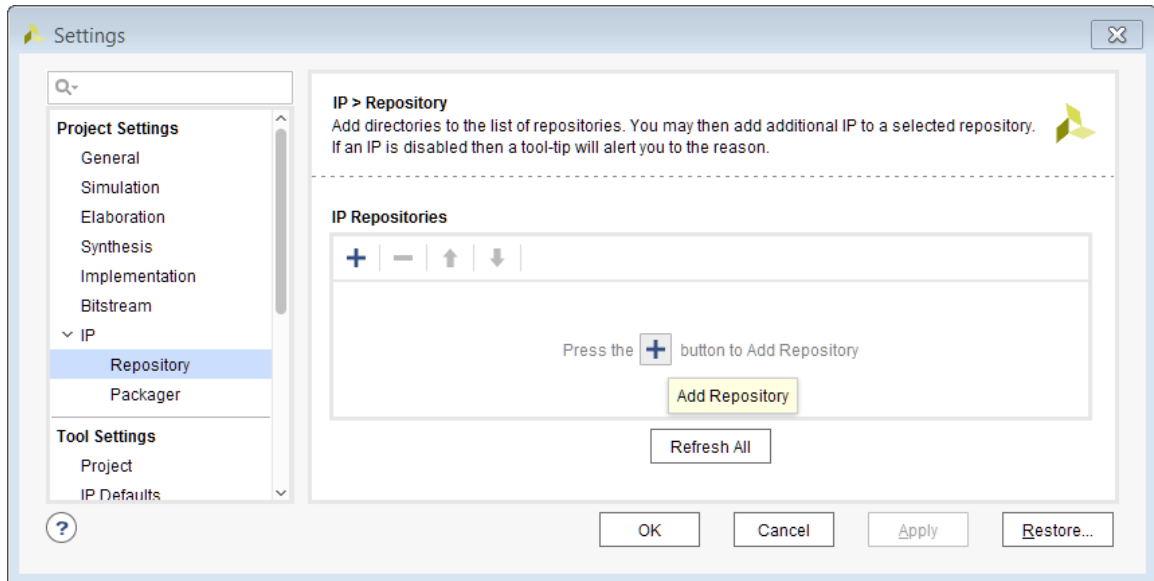 Settings
Project Settings
General
Simulation
Elaboration
Synthesis
Implementation
Bitstream
IP
Repository
Packager
Tool Settings
Project
IP Defaults
IP > Repository
Add directories to the list of repositories. You may then add additional IP to a selected repository.
If an IP is disabled then a tool-tip will alert you to the reason.
IP Repositories
Press the + button to Add Repository
Add Repository
Refresh All
? OK Cancel Apply Restore...